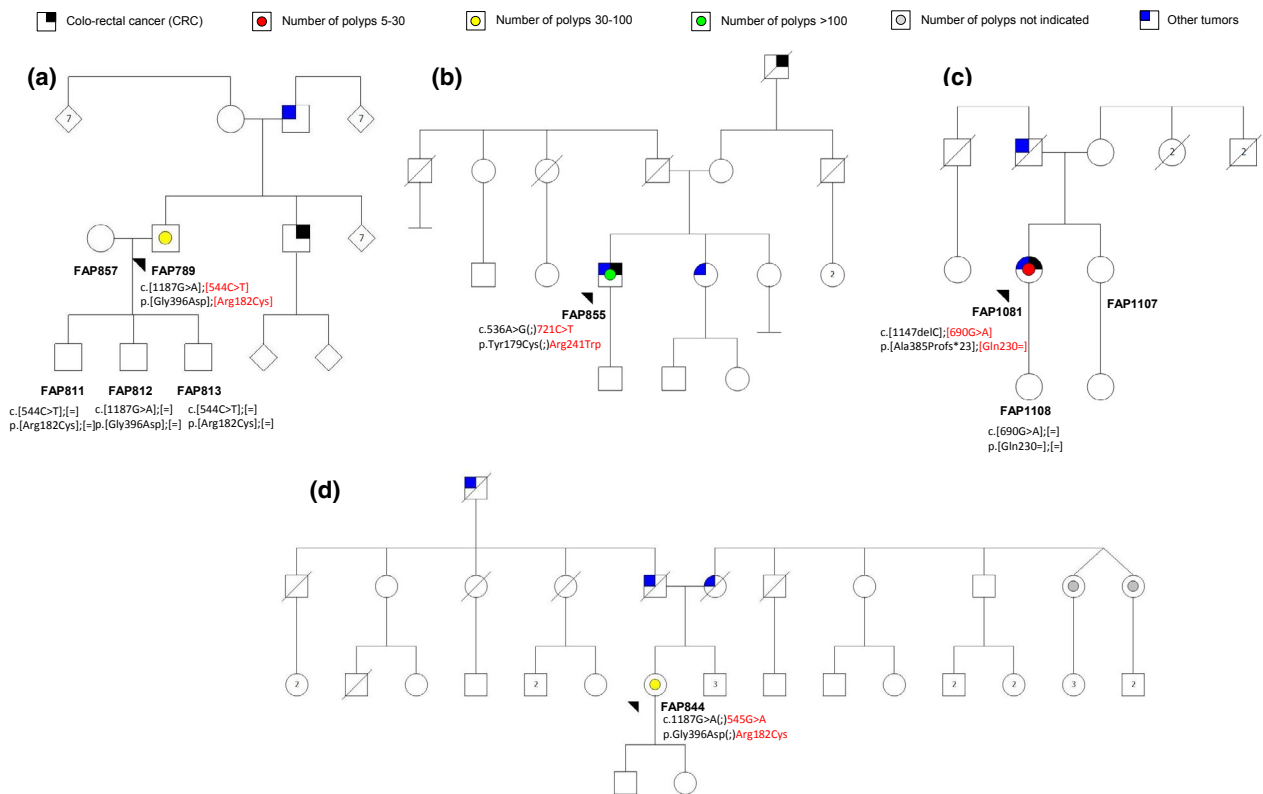 Colo-rectal cancer (CRC)
Number of polyps 5-30
Number of polyps 30-100
Number of polyps >100
Number of polyps not indicated
Other tumors
(a)
7
7
7
FAP857
FAP789
c.[1187G>A];[544C>T]
p.[Gly396Asp];[Arg182Cys]
FAP811
c.[544C>T];[=]
p.[Arg182Cys];[=]
FAP812
c.[1187G>A];[=]
p.[Gly396Asp];[=]
FAP813
c.[544C>T];[=]
p.[Arg182Cys];[=]
(b)
2
FAP855
c.536A>G(;)721C>T
p.Tyr179Cys(;)Arg241Trp
(c)
2
2
FAP1081
FAP1107
c.[1147delC];[690G>A]
p.[Ala385Profs*23];[Gln230=]
FAP1108
c.[690G>A];[=]
p.[Gln230=];[=]
(d)
2
2
3
2
2
3
2
FAP844
c.1187G>A(;)545G>A
p.Gly396Asp(;)Arg182Cys